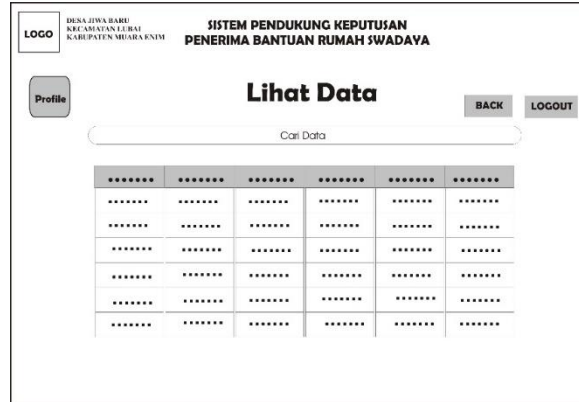 LOGO
DESA JIWA BARU
KECAMATAN LUBAI
KABUPATEN MUARA ENIM
SISTEM PENDUKUNG KEPUTUSAN
PENERIMA BANTUAN RUMAH SWADAYA
Profile
Lihat Data
BACK
LOGOUT
Cari Data